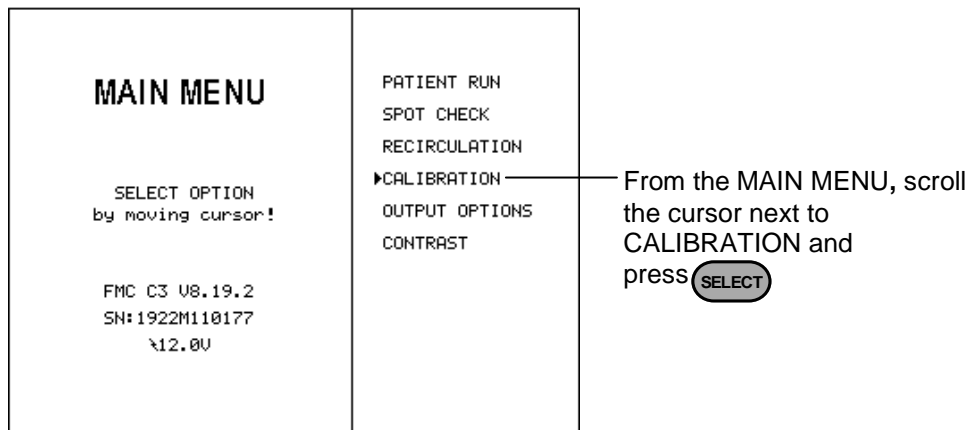 MAIN MENU
SELECT OPTION
by moving cursor!
FMC C3 V8.19.2
SN:1922M110177
12.0V
PATIENT RUN
SPOT CHECK
RECIRCULATION
CALIBRATION
OUTPUT OPTIONS
CONTRAST
From the MAIN MENU, scroll
the cursor next to
CALIBRATION and
press SELECT